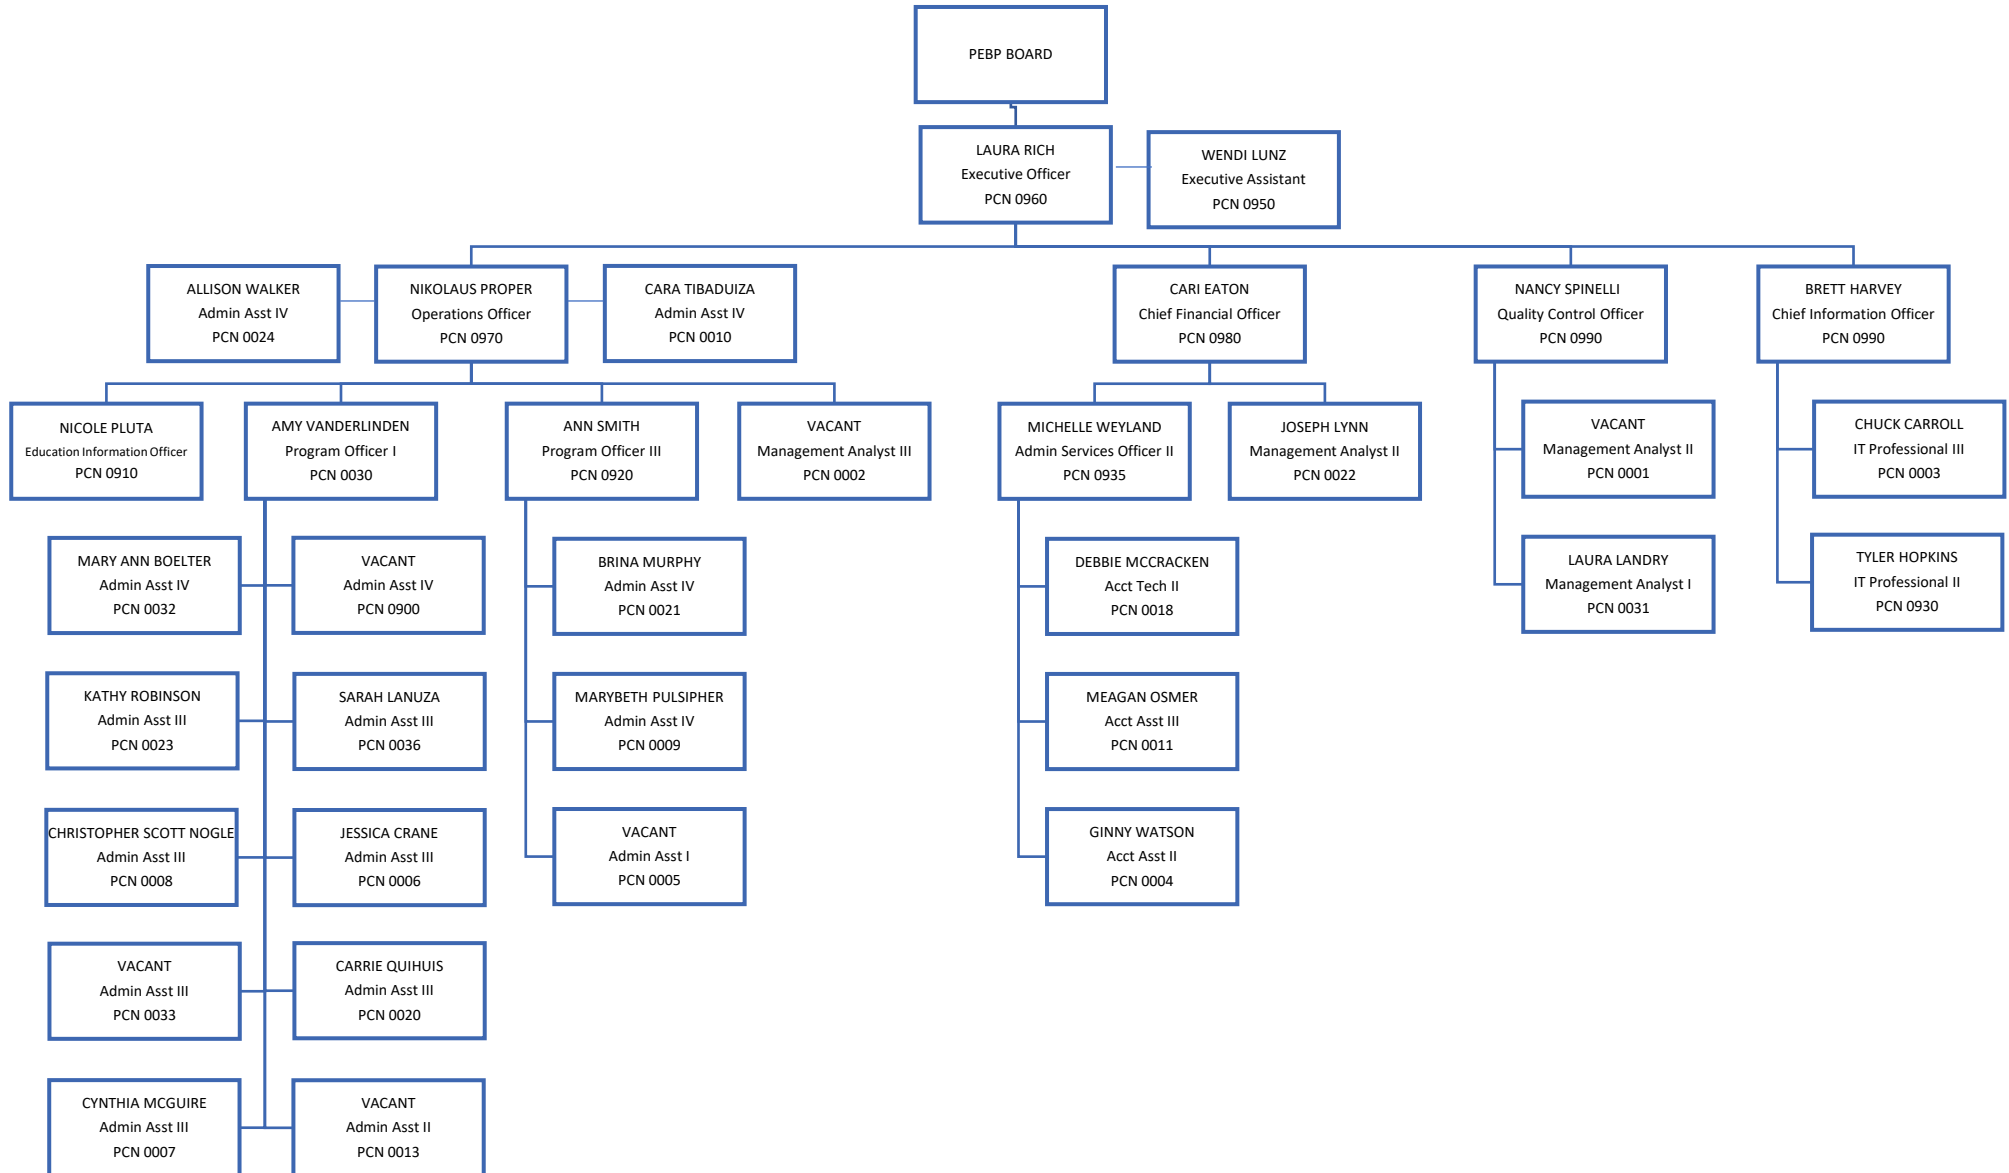 PEBP BOARD
LAURA RICH
Executive Officer
PCN 0960
WENDI LUNZ
Executive Assistant
PCN 0950
ALLISON WALKER
Admin Asst IV
PCN 0024
NIKOLAUS PROPER
Operations Officer
PCN 0970
CARA TIBADUIZA
Admin Asst IV
PCN 0010
CARI EATON
Chief Financial Officer
PCN 0980
NANCY SPINELLI
Quality Control Officer
PCN 0990
BRETT HARVEY
Chief Information Officer
PCN 0990
NICOLE PLUTA
Education Information Officer
PCN 0910
AMY VANDERLINDEN
Program Officer I
PCN 0030
ANN SMITH
Program Officer III
PCN 0920
VACANT
Management Analyst III
PCN 0002
MICHELLE WEYLAND
Admin Services Officer II
PCN 0935
JOSEPH LYNN
Management Analyst II
PCN 0022
VACANT
Management Analyst II
PCN 0001
CHUCK CARROLL
IT Professional III
PCN 0003
MARY ANN BOELTER
Admin Asst IV
PCN 0032
VACANT
Admin Asst IV
PCN 0900
BRINA MURPHY
Admin Asst IV
PCN 0021
DEBBIE MCCRACKEN
Acct Tech II
PCN 0018
LAURA LANDRY
Management Analyst I
PCN 0031
TYLER HOPKINS
IT Professional II
PCN 0930
KATHY ROBINSON
Admin Asst III
PCN 0023
SARAH LANUZA
Admin Asst III
PCN 0036
MARYBETH PULSIPHER
Admin Asst IV
PCN 0009
MEAGAN OSMER
Acct Asst III
PCN 0011
CHRISTOPHER SCOTT NOGLE
Admin Asst III
PCN 0008
JESSICA CRANE
Admin Asst III
PCN 0006
VACANT
Admin Asst I
PCN 0005
GINNY WATSON
Acct Asst II
PCN 0004
VACANT
Admin Asst III
PCN 0033
CARRIE QUIHUIS
Admin Asst III
PCN 0020
CYNTHIA MCGUIRE
Admin Asst III
PCN 0007
VACANT
Admin Asst II
PCN 0013